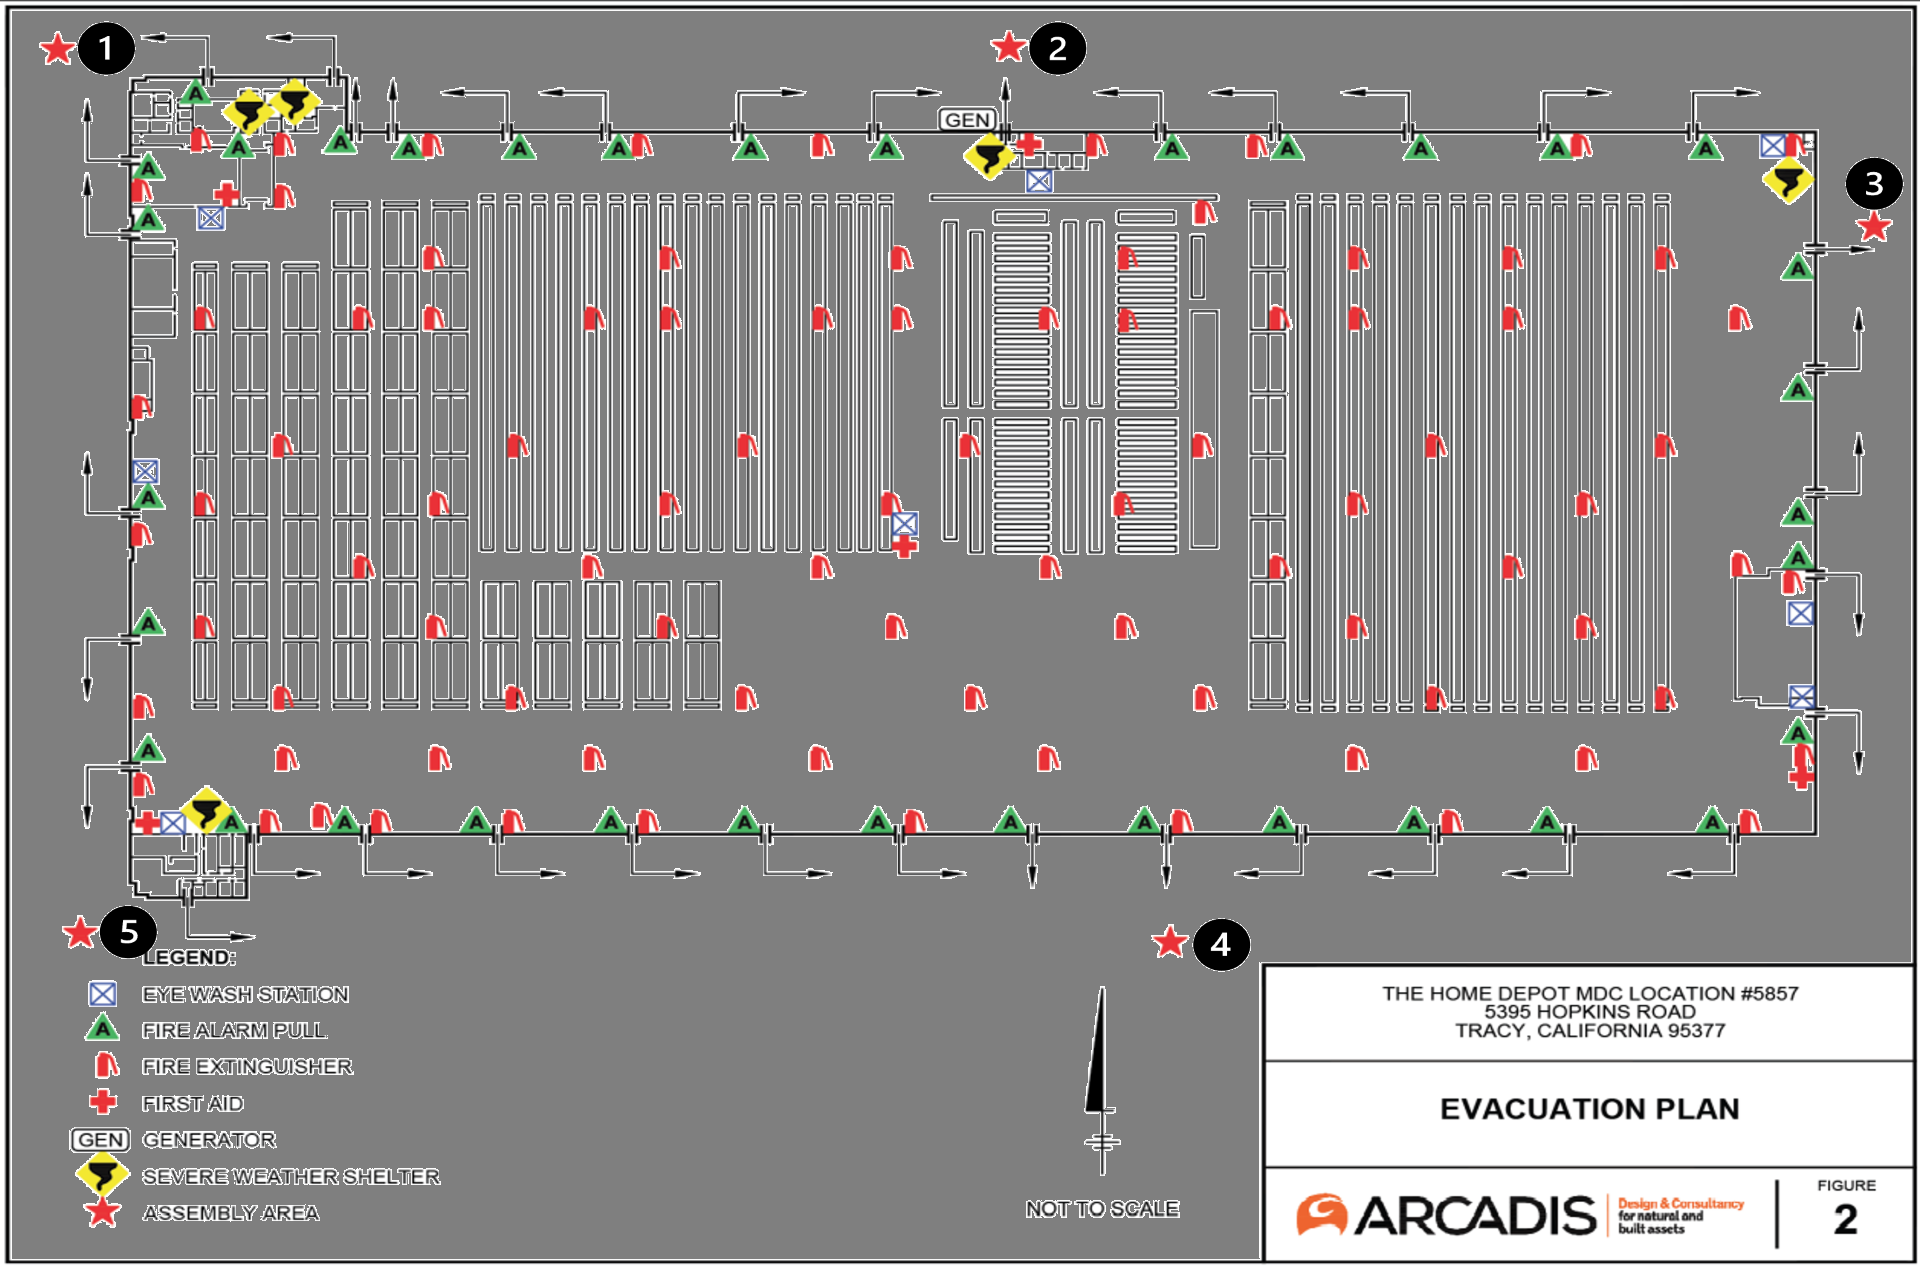 1
2
GEN
3
5
4
LEGEND:
EYE WASH STATION
A FIRE ALARM PULL
FIRE EXTINGUISHER
FIRST AID
GEN GENERATOR
SEVERE WEATHER SHELTER
ASSEMBLY AREA
NOT TO SCALE
THE HOME DEPOT MDC LOCATION #5857
5395 HOPKINS ROAD
TRACY, CALIFORNIA 95377
EVACUATION PLAN
ARCADIS
Design & Consultancy
for natural and
built assets
FIGURE
2